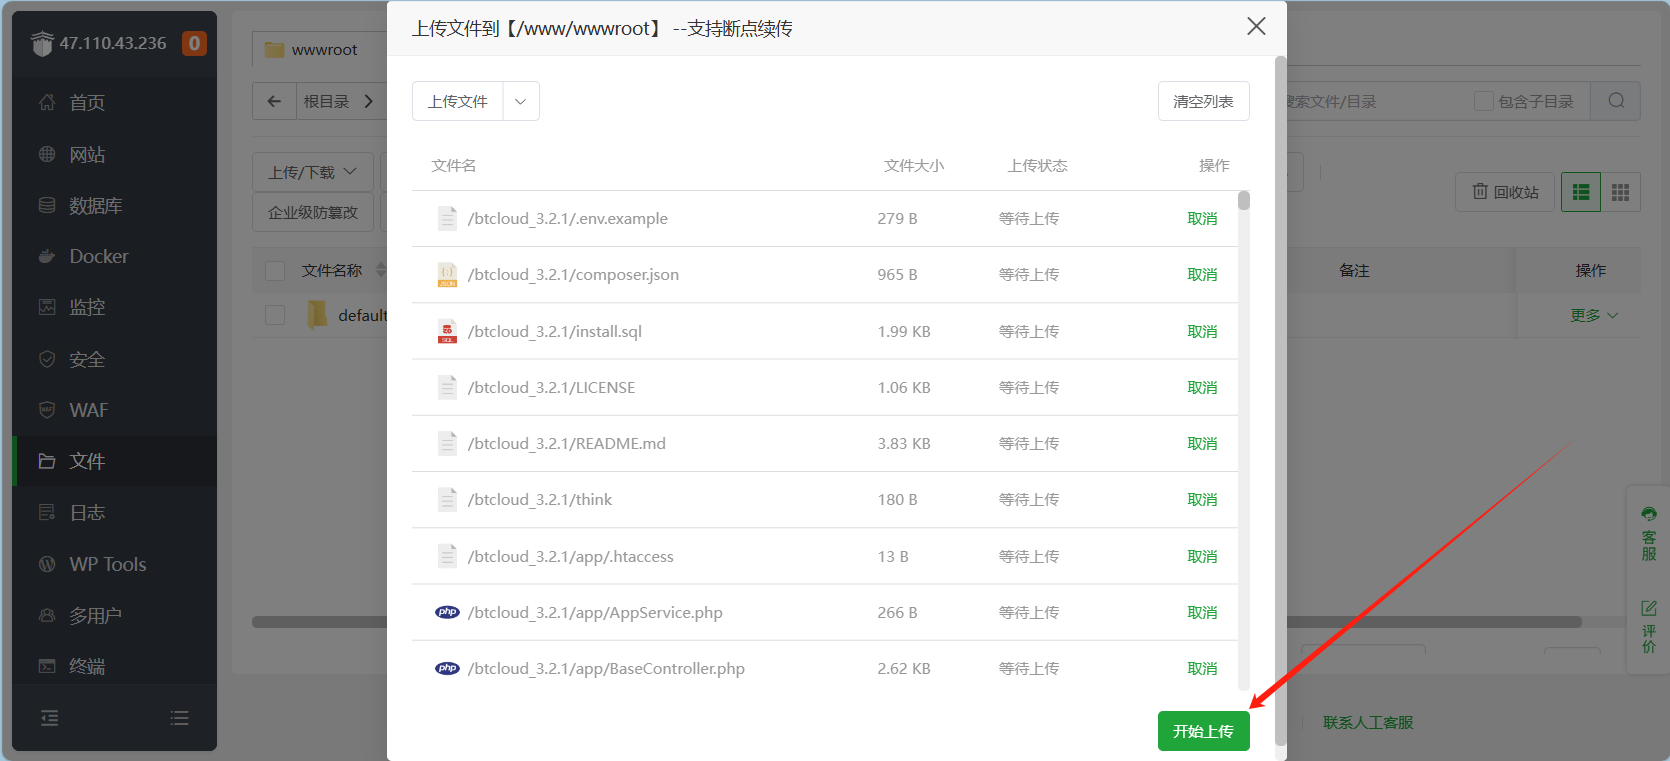 47.110.43.236 0
首页
网站
数据库
Docker
监控
安全
WAF
文件
日志
WP Tools
多用户
终端
wwwroot
根目录
搜索文件/目录
包含子目录
上传/下载
企业级防篡改
回收站
文件名称
备注
操作
default
更多
上传文件到【/www/wwwroot】 --支持断点续传
上传文件
清空列表
文件名 文件大小 上传状态 操作
/btcloud_3.2.1/.env.example 279 B 等待上传 取消
/btcloud_3.2.1/composer.json 965 B 等待上传 取消
/btcloud_3.2.1/install.sql 1.99 KB 等待上传 取消
/btcloud_3.2.1/LICENSE 1.06 KB 等待上传 取消
/btcloud_3.2.1/README.md 3.83 KB 等待上传 取消
/btcloud_3.2.1/think 180 B 等待上传 取消
/btcloud_3.2.1/app/.htaccess 13 B 等待上传 取消
php /btcloud_3.2.1/app/AppService.php 266 B 等待上传 取消
php /btcloud_3.2.1/app/BaseController.php 2.62 KB 等待上传 取消
开始上传
客服
评价
联系人工客服